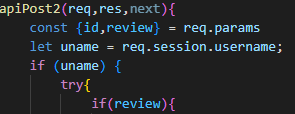 apiPost2(req,res,next){
const {id,review} = req.params
let uname = req.session.username;
if (uname) {
try{
if(review){